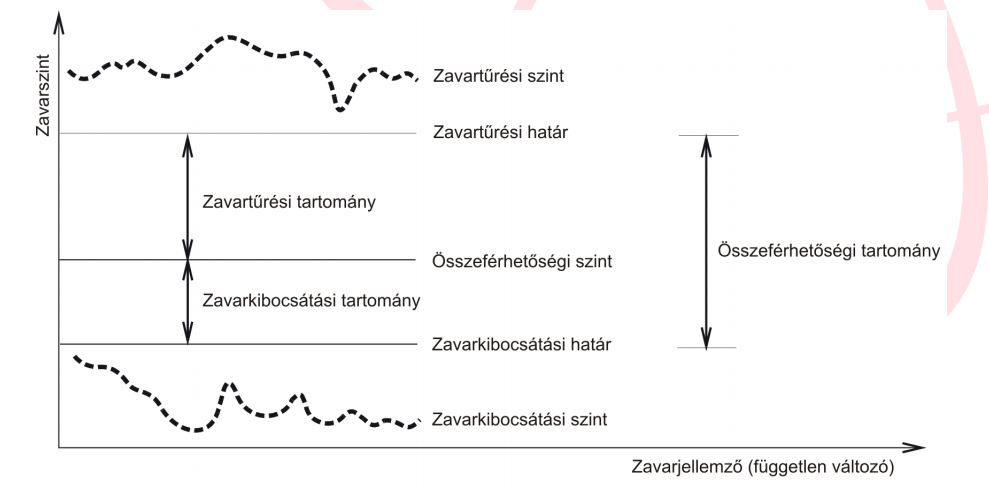 Zavarszint
Zavartűrési szint
Zavartűrési határ
Zavartűrési tartomány
Összeférhetőségi tartomány
Összeférhetőségi szint
Zavarkibocsátási tartomány
Zavarkibocsátási határ
Zavarkibocsátási szint
Zavarjellemző (független változó)